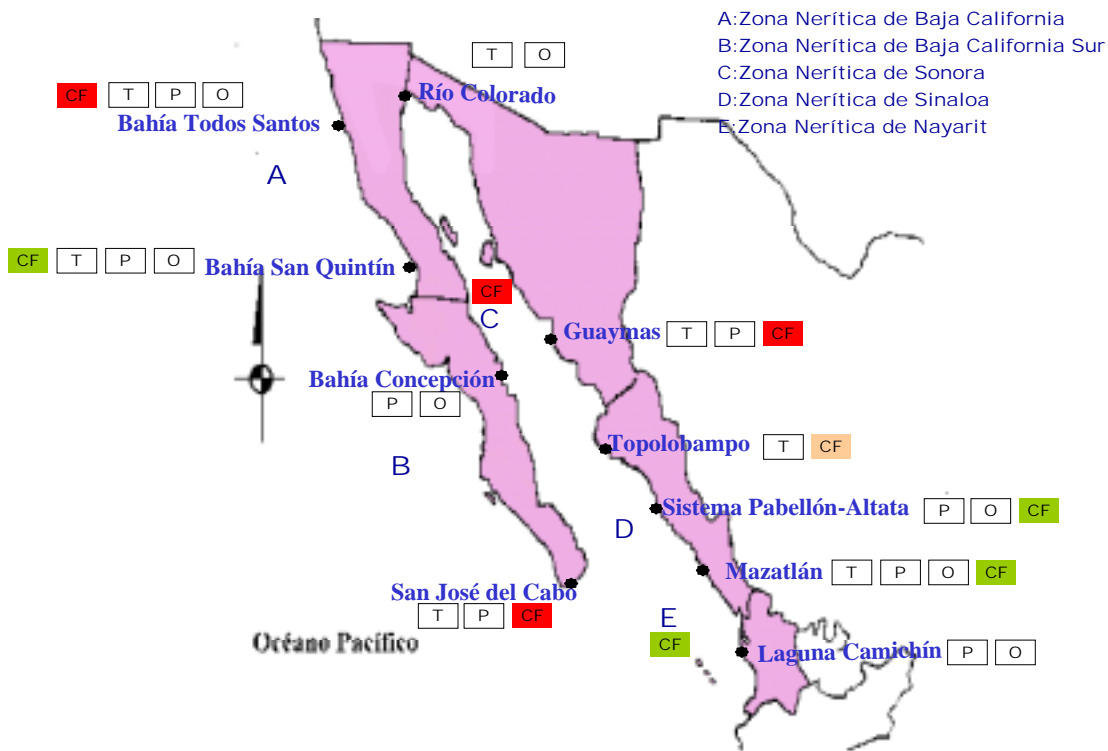 A:Zona Nerítica de Baja California
B:Zona Nerítica de Baja California Sur
C:Zona Nerítica de Sonora
D:Zona Nerítica de Sinaloa
E:Zona Nerítica de Nayarit
T O
Río Colorado
CF T P O
Bahía Todos Santos
A
CF T P O Bahía San Quintín
CF
C
Guaymas T P CF
Bahía Concepción
P O
Topolobampo T CF
B
Sistema Pabellón-Altata P O CF
D
Mazatlán T P O CF
San José del Cabo
T P CF
E
CF
Océano Pacífico
Laguna Camichín P O